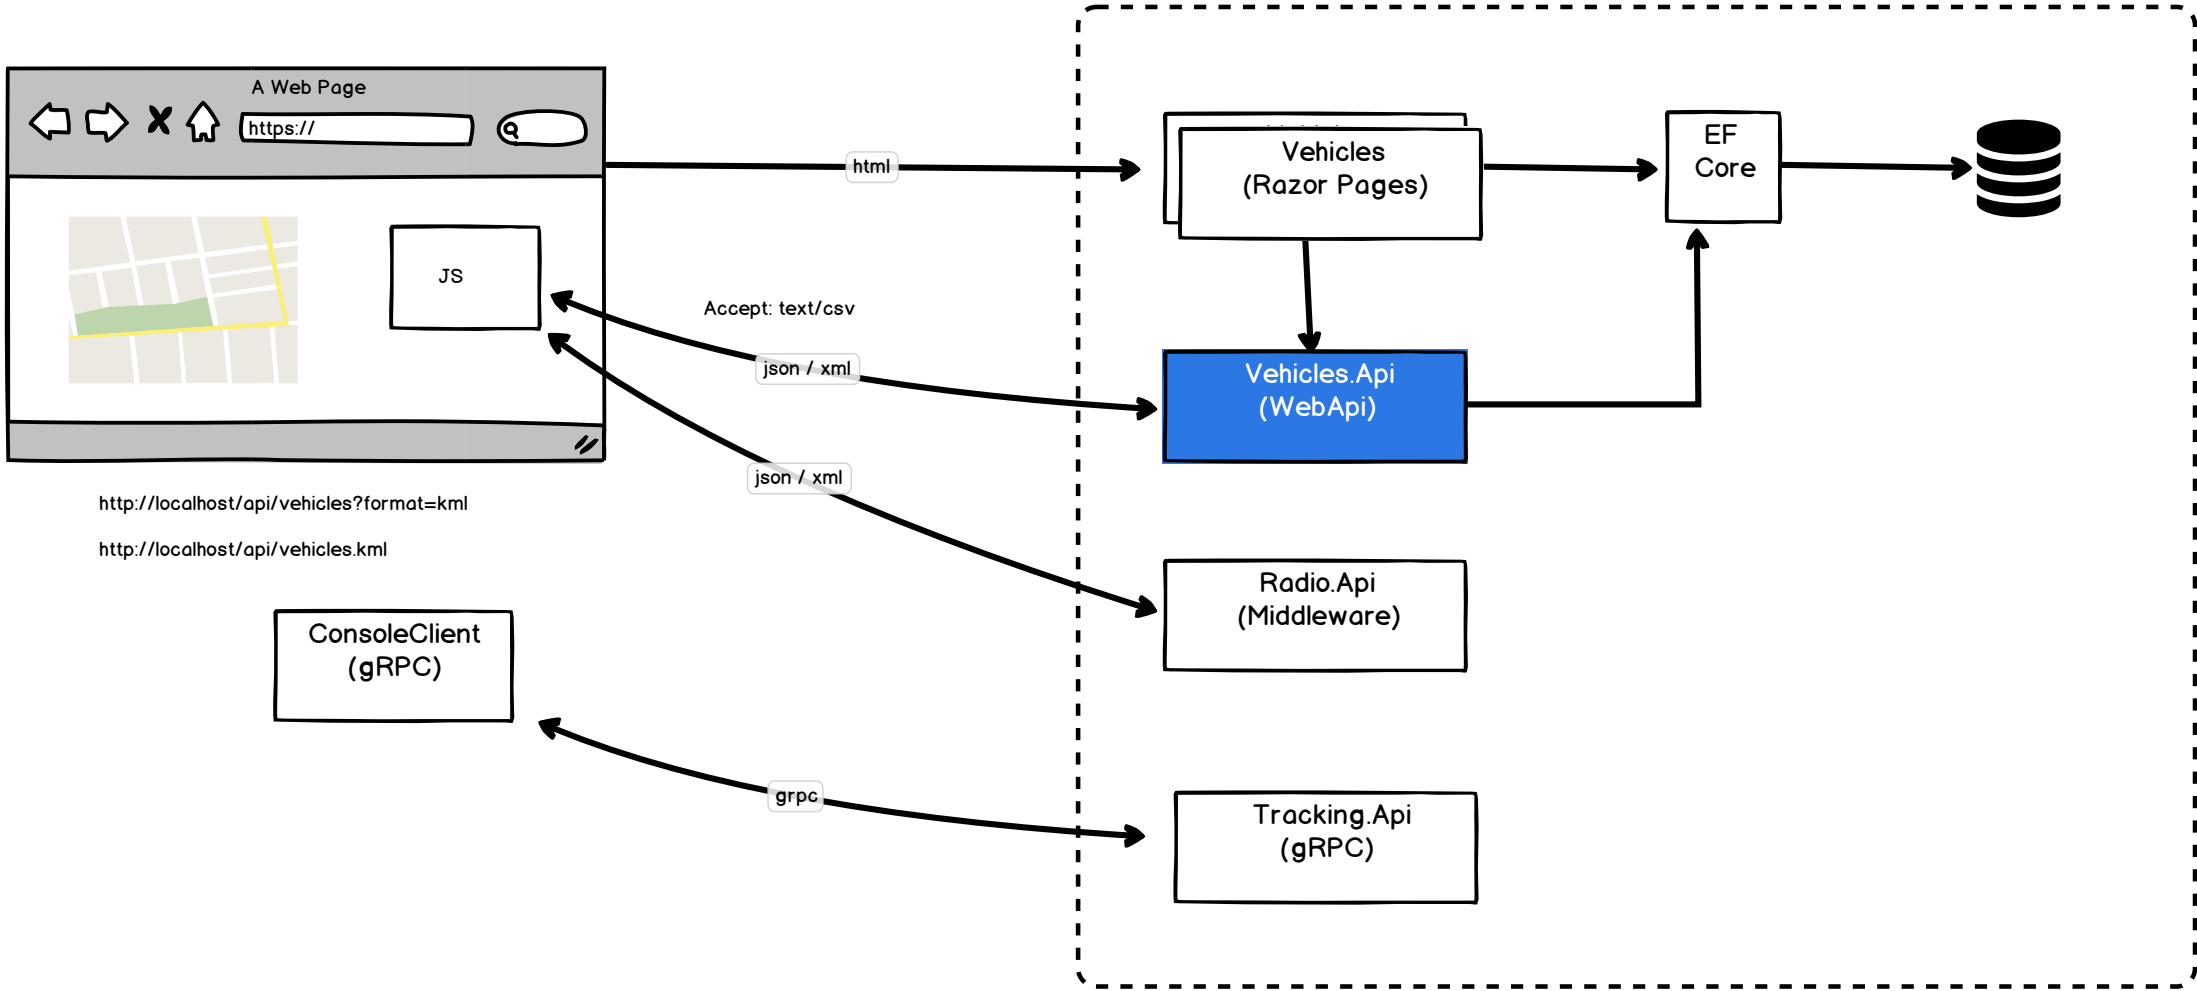 A Web Page
https://
JS
html
Accept: text/csv
json / xml
json / xml
http://localhost/api/vehicles?format=kml
http://localhost/api/vehicles.kml
ConsoleClient
(gRPC)
grpc
Vehicles
(Razor Pages)
EF
Core
Vehicles.Api
(WebApi)
Radio.Api
(Middleware)
Tracking.Api
(gRPC)